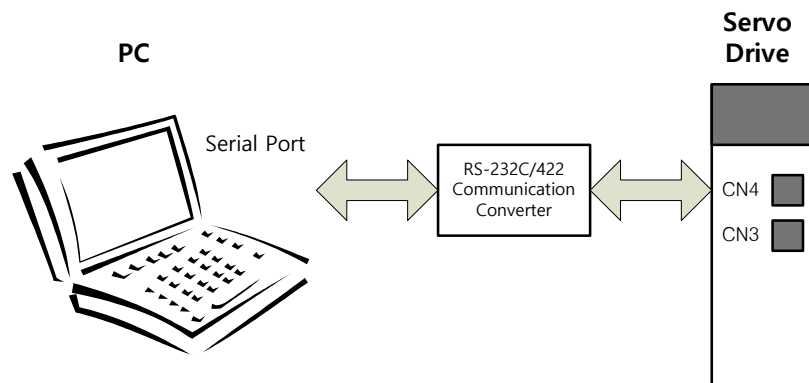 PC
Servo
Drive
Serial Port
RS-232C/422
Communication
Converter
CN4
CN3